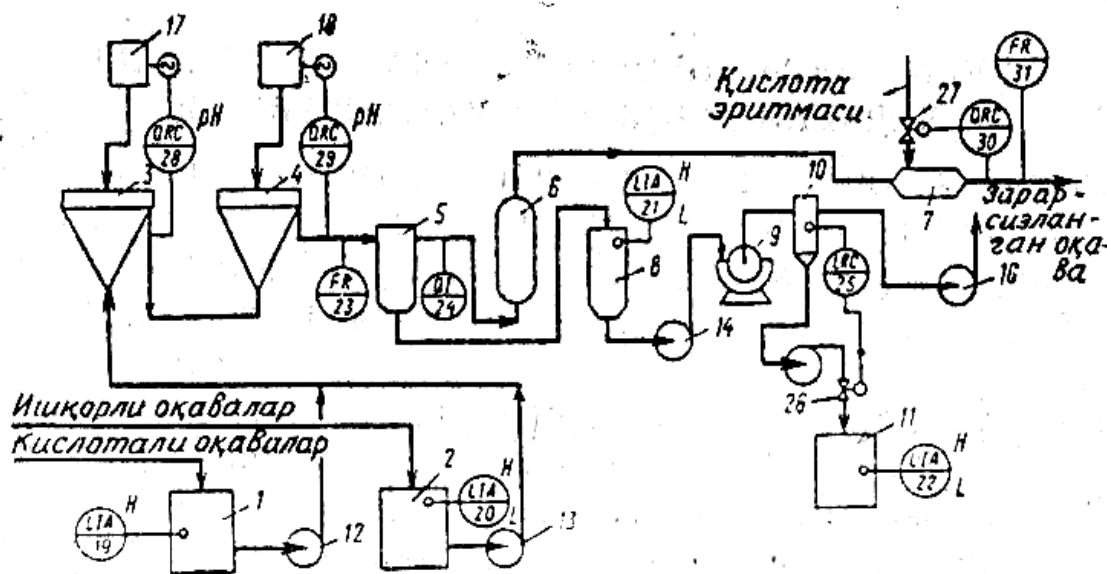 17
18
QRC
28
pH
QRC
29
pH
3
4
5
6
Қислота
эритмаси
27
QRC
30
FR
31
7
Зарар-
сизлан-
ган оқа-
ва
LIA
21
H
L
8
9
10
LRC
25
16
FR
23
QI
24
14
26
11
LIA
22
H
L
Ишқорли оқавалар
Кислотали оқавалар
1
LIA
19
H
12
2
LIA
20
H
L
13